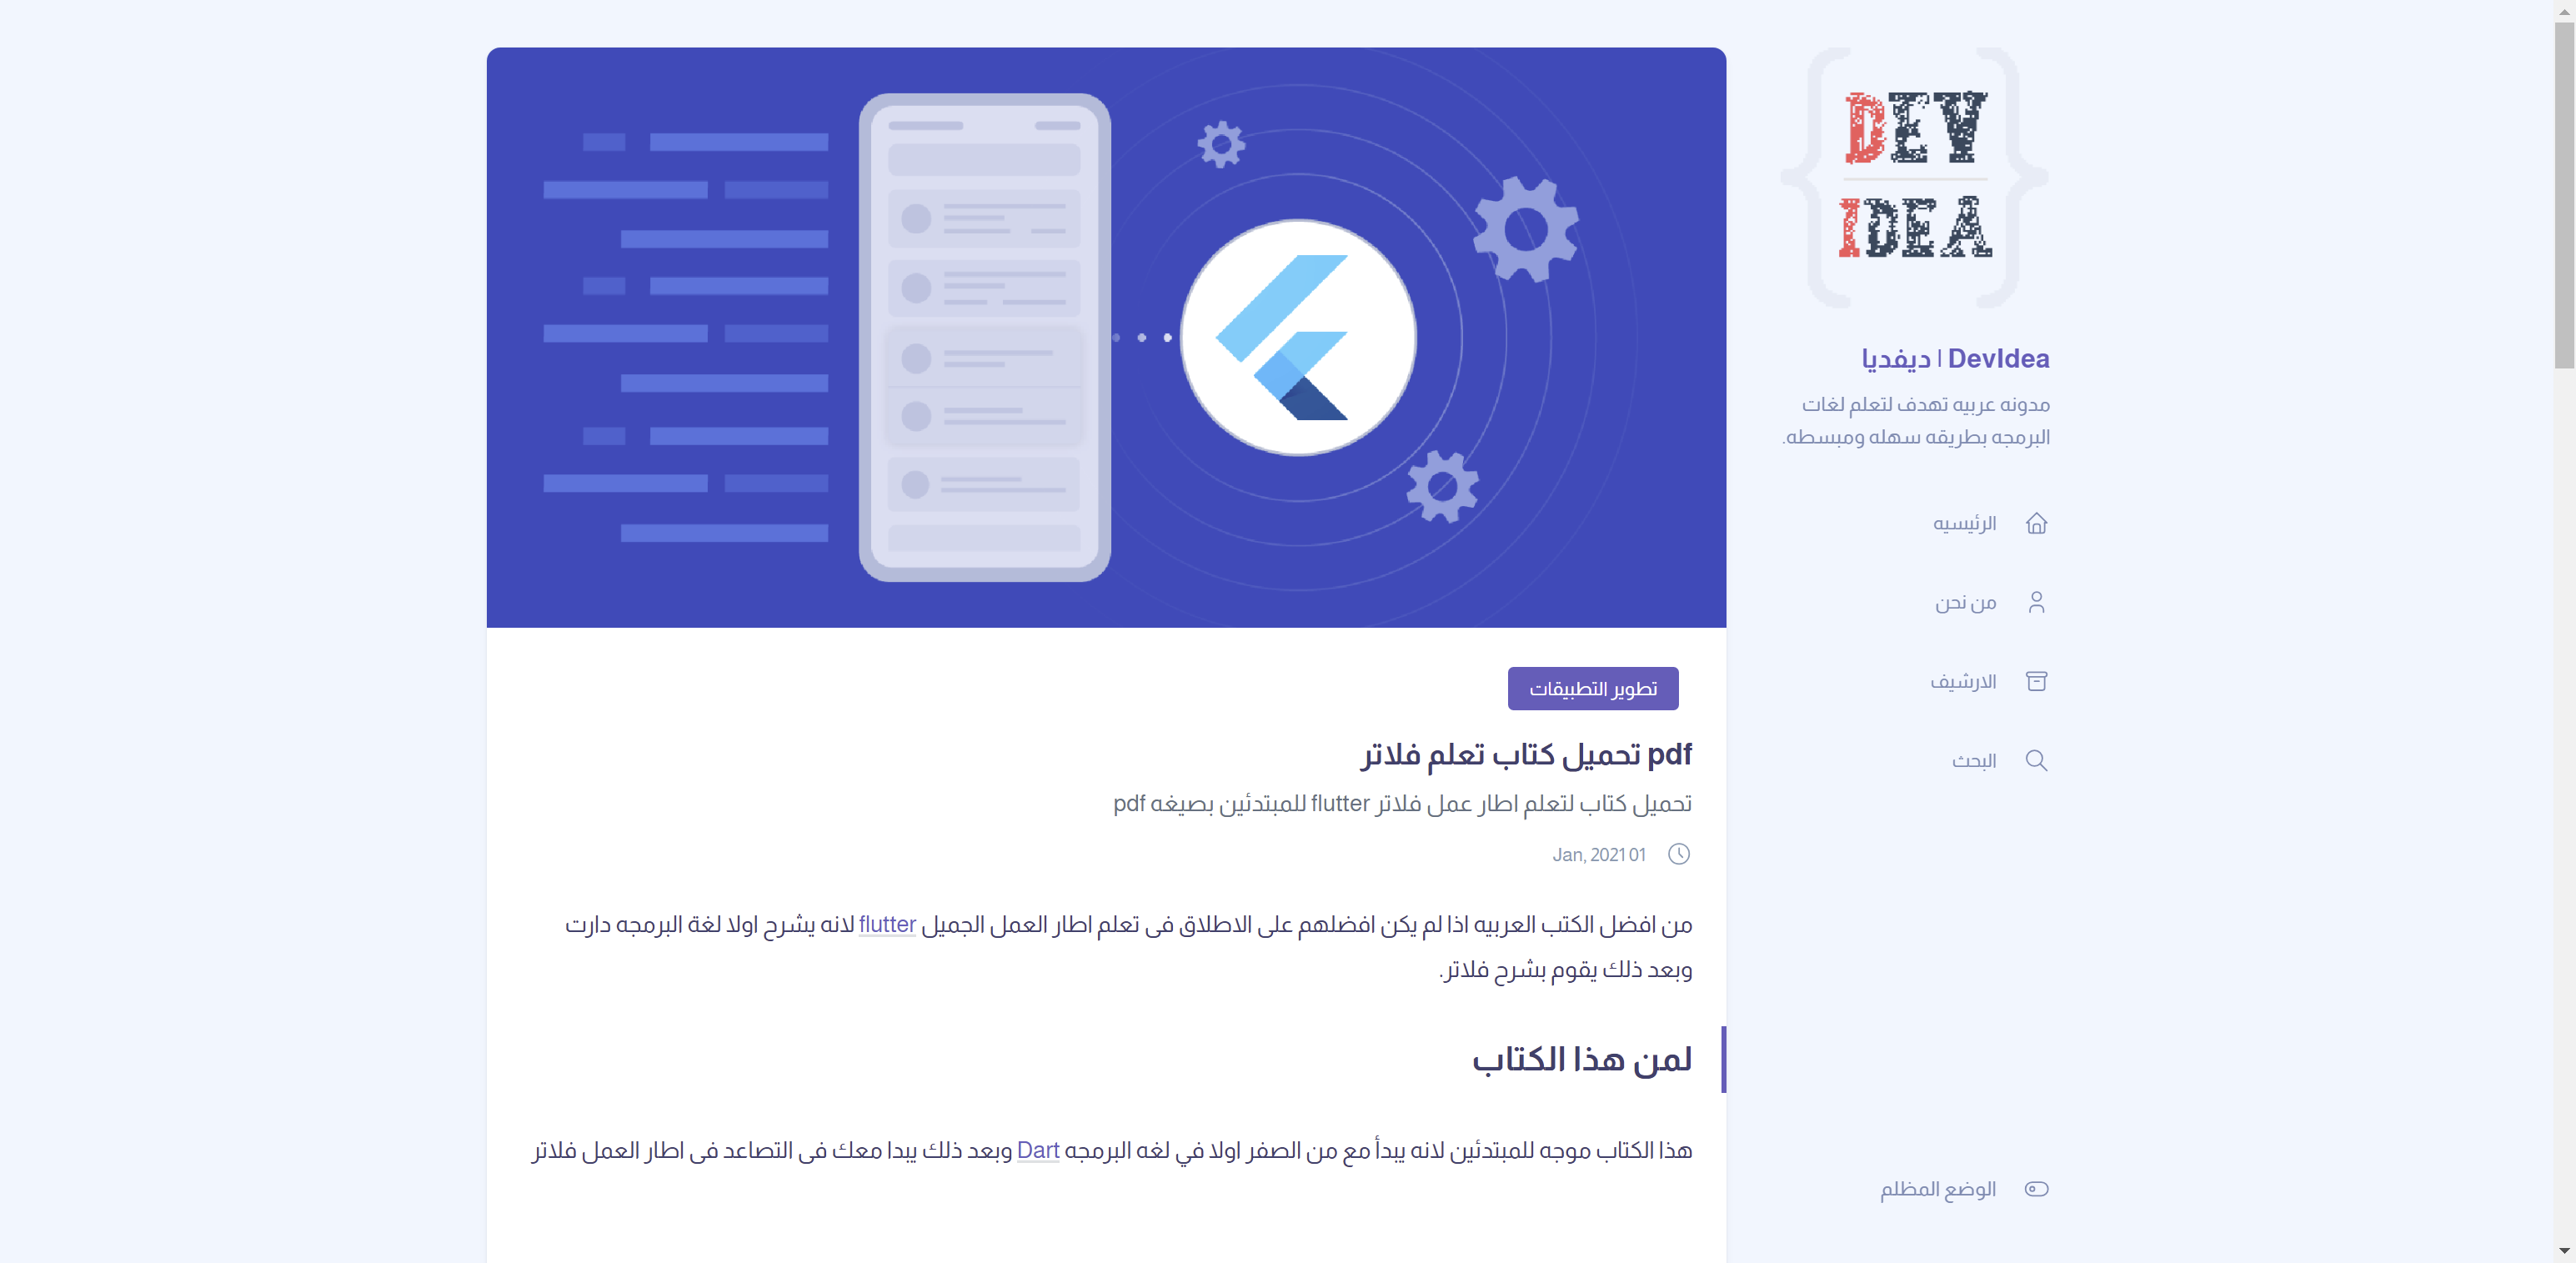 DEV
IDEA
DevIdea | ديفديا
مدونه عربيه تهدف لتعلم لغات
البرمجه بطريقه سهله ومبسطه.
الرئيسيه
من نحن
الارشيف
البحث
الوضع المظلم
تطوير التطبيقات
pdf تحميل كتاب تعلم فلاتر
تحميل كتاب لتعلم اطار عمل فلاتر flutter للمبتدئين بصيغه pdf
01 Jan, 2021
من افضل الكتب العربيه اذا لم يكن افضلهم على الاطلاق فى تعلم اطار العمل الجميل flutter لانه يشرح اولا لغة البرمجه دارت
وبعد ذلك يقوم بشرح فلاتر.
لمن هذا الكتاب
هذا الكتاب موجه للمبتدئين لانه يبدأ مع من الصفر اولا في لغه البرمجه Dart وبعد ذلك يبدا معك فى التصاعد فى اطار العمل فلاتر